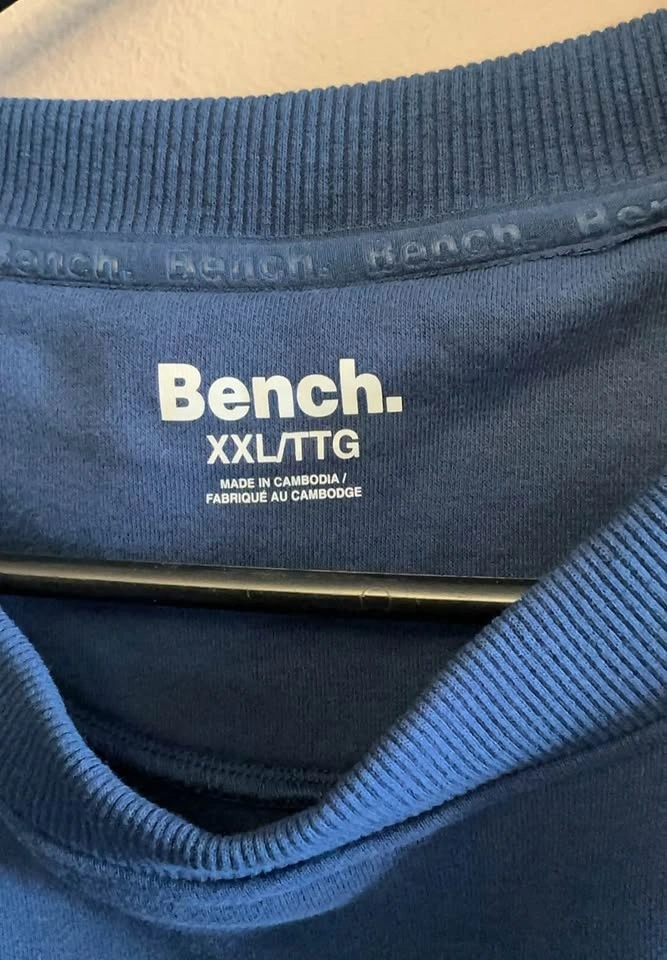 Bench. Bench. Bench.
Bench.
XXL/TTG
MADE IN CAMBODIA /
FABRIQUÉ AU CAMBODGE